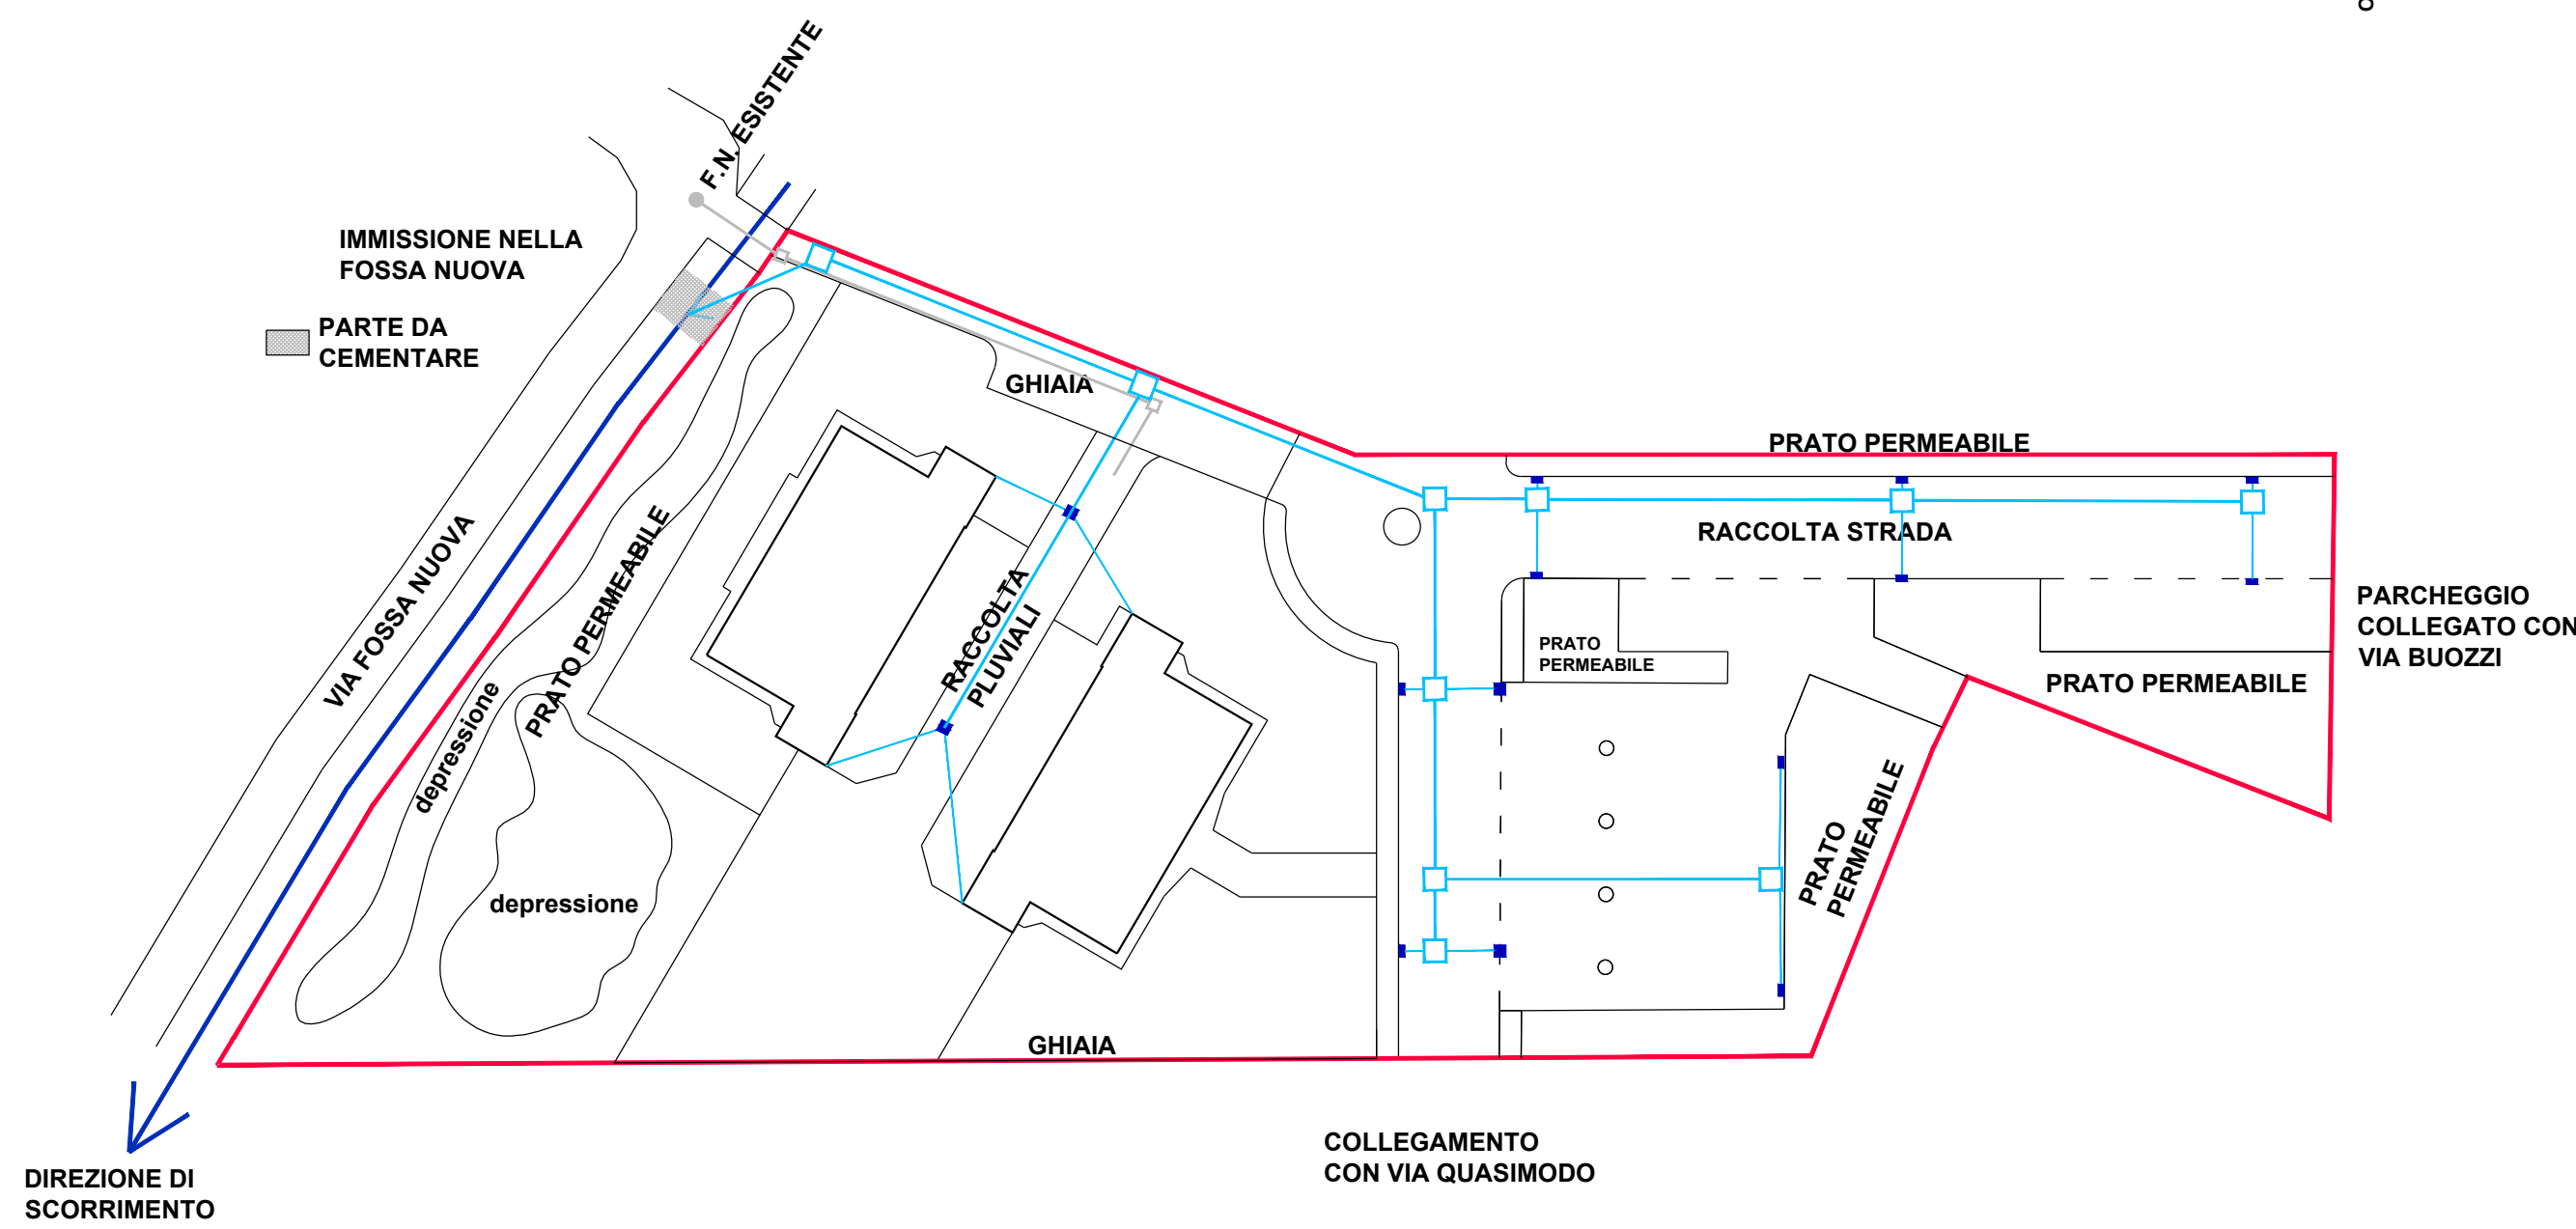 F.N. ESISTENTE
IMMISSIONE NELLA
FOSSA NUOVA
PARTE DA
CEMENTARE
GHIAIA
PRATO PERMEABILE
RACCOLTA STRADA
VIA FOSSA NUOVA
PRATO PERMEABILE
RACCOLTA
PLUVIALI
PARCHEGGIO
COLLEGATO CON
VIA BUOZZI
PRATO
PERMEABILE
PRATO PERMEABILE
depressione
PRATO
PERMEABILE
depressione
GHIAIA
COLLEGAMENTO
CON VIA QUASIMODO
DIREZIONE DI
SCORRIMENTO